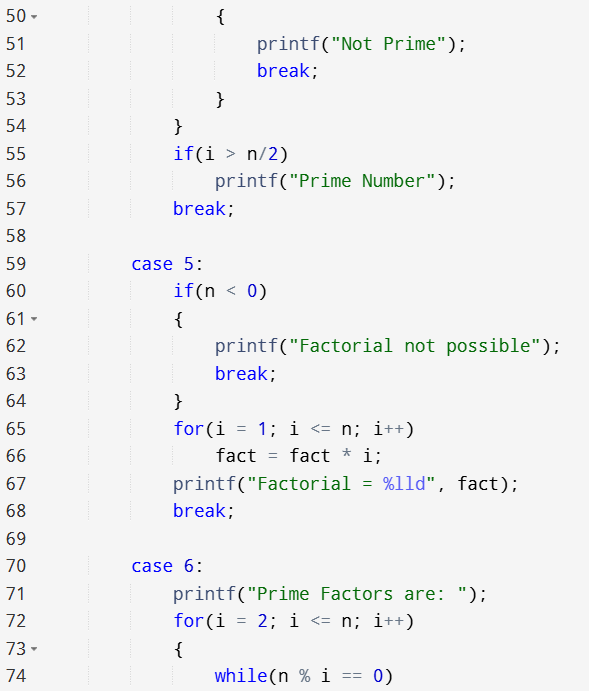 50 {
51 printf("Not Prime");
52 break;
53 }
54 }
55 if(i > n/2)
56 printf("Prime Number");
57 break;
58
59 case 5:
60 if(n < 0)
61 {
62 printf("Factorial not possible");
63 break;
64 }
65 for(i = 1; i <= n; i++)
66 fact = fact * i;
67 printf("Factorial = %lld", fact);
68 break;
69
70 case 6:
71 printf("Prime Factors are: ");
72 for(i = 2; i <= n; i++)
73 {
74 while(n % i == 0)